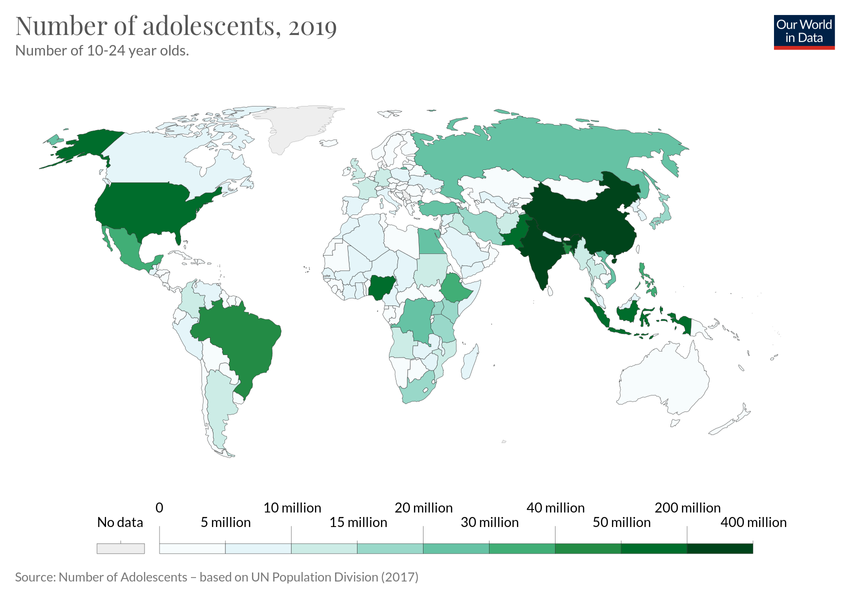 Number of adolescents, 2019
Number of 10-24 year olds.
Our World
in Data
No data
0
5 million
10 million
15 million
20 million
30 million
40 million
50 million
200 million
400 million
Source: Number of Adolescents – based on UN Population Division (2017)